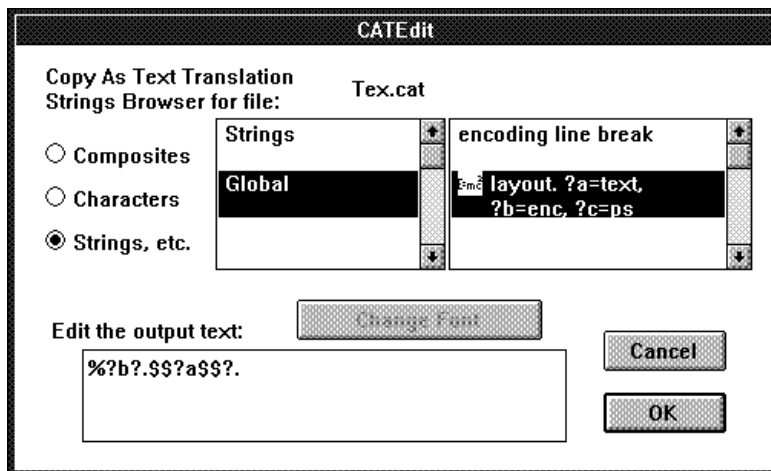 CATEdit
Copy As Text Translation
Strings Browser for file:
Tex.cat
Composites
Characters
Strings, etc.
Strings
Global
encoding line break
E=mc² layout. ?a=text,
?b=enc, ?c=ps
Change Font
Edit the output text:
%?b?.$$?a$$?.
Cancel
OK